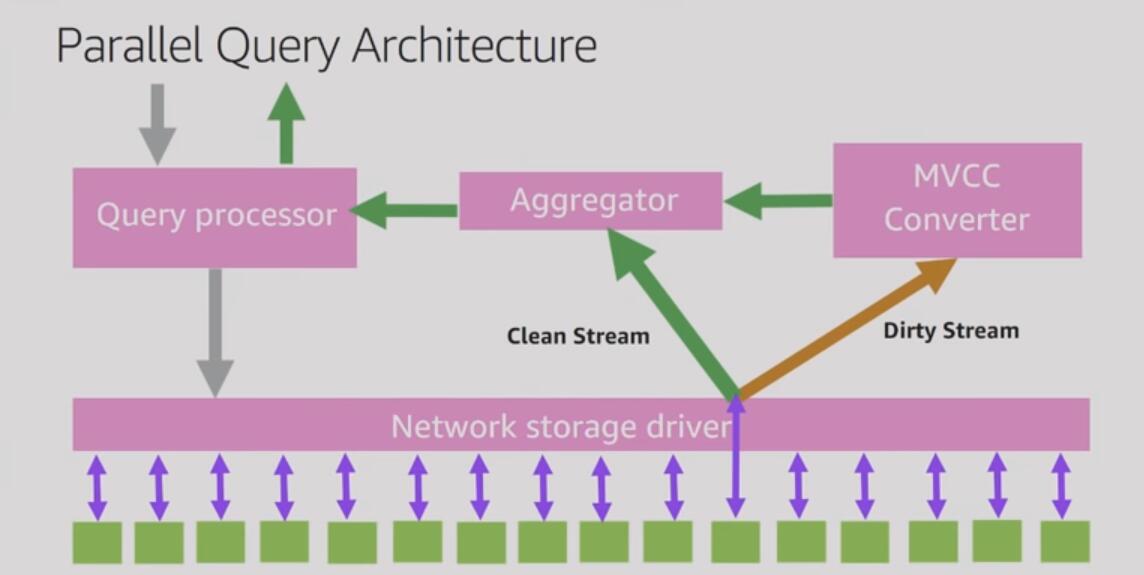 Parallel Query Architecture
Query processor
Aggregator
MVCC
Converter
Clean Stream
Dirty Stream
Network storage driver